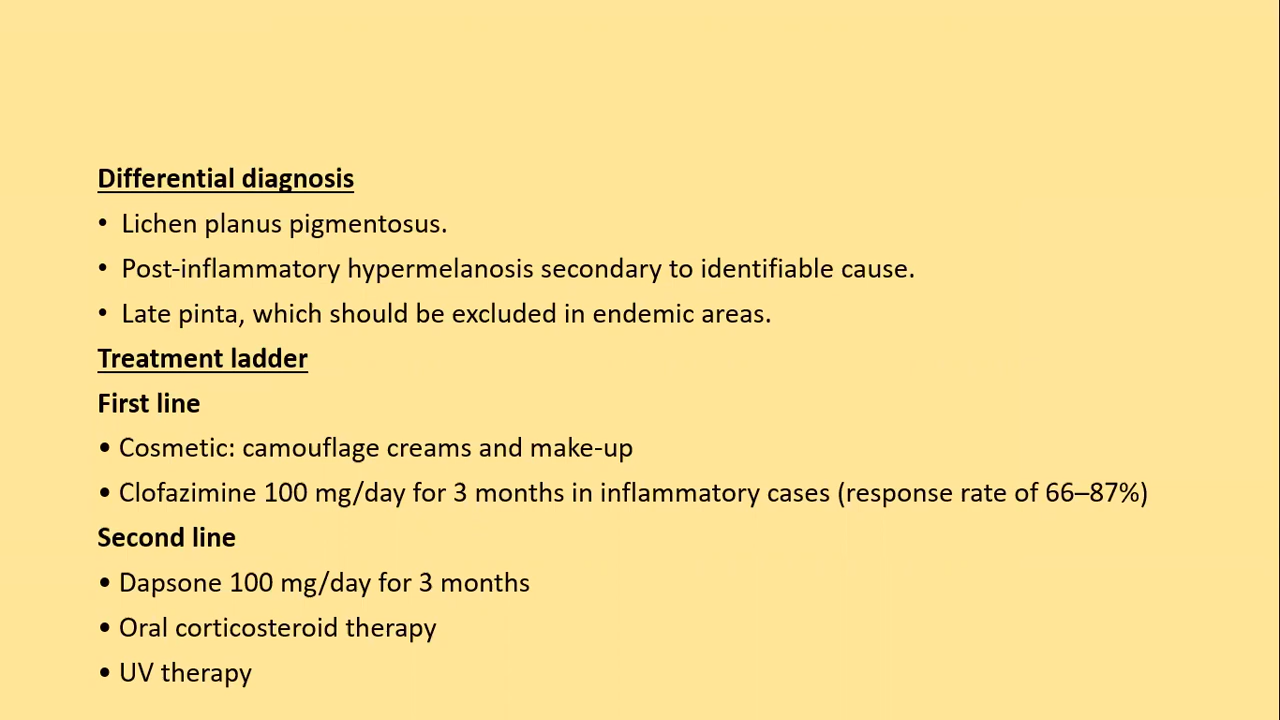 Differential diagnosis
• Lichen planus pigmentosus.
• Post-inflammatory hypermelanosis secondary to identifiable cause.
• Late pinta, which should be excluded in endemic areas.
Treatment ladder
First line
• Cosmetic: camouflage creams and make-up
• Clofazimine 100 mg/day for 3 months in inflammatory cases (response rate of 66–87%)
Second line
• Dapsone 100 mg/day for 3 months
• Oral corticosteroid therapy
• UV therapy